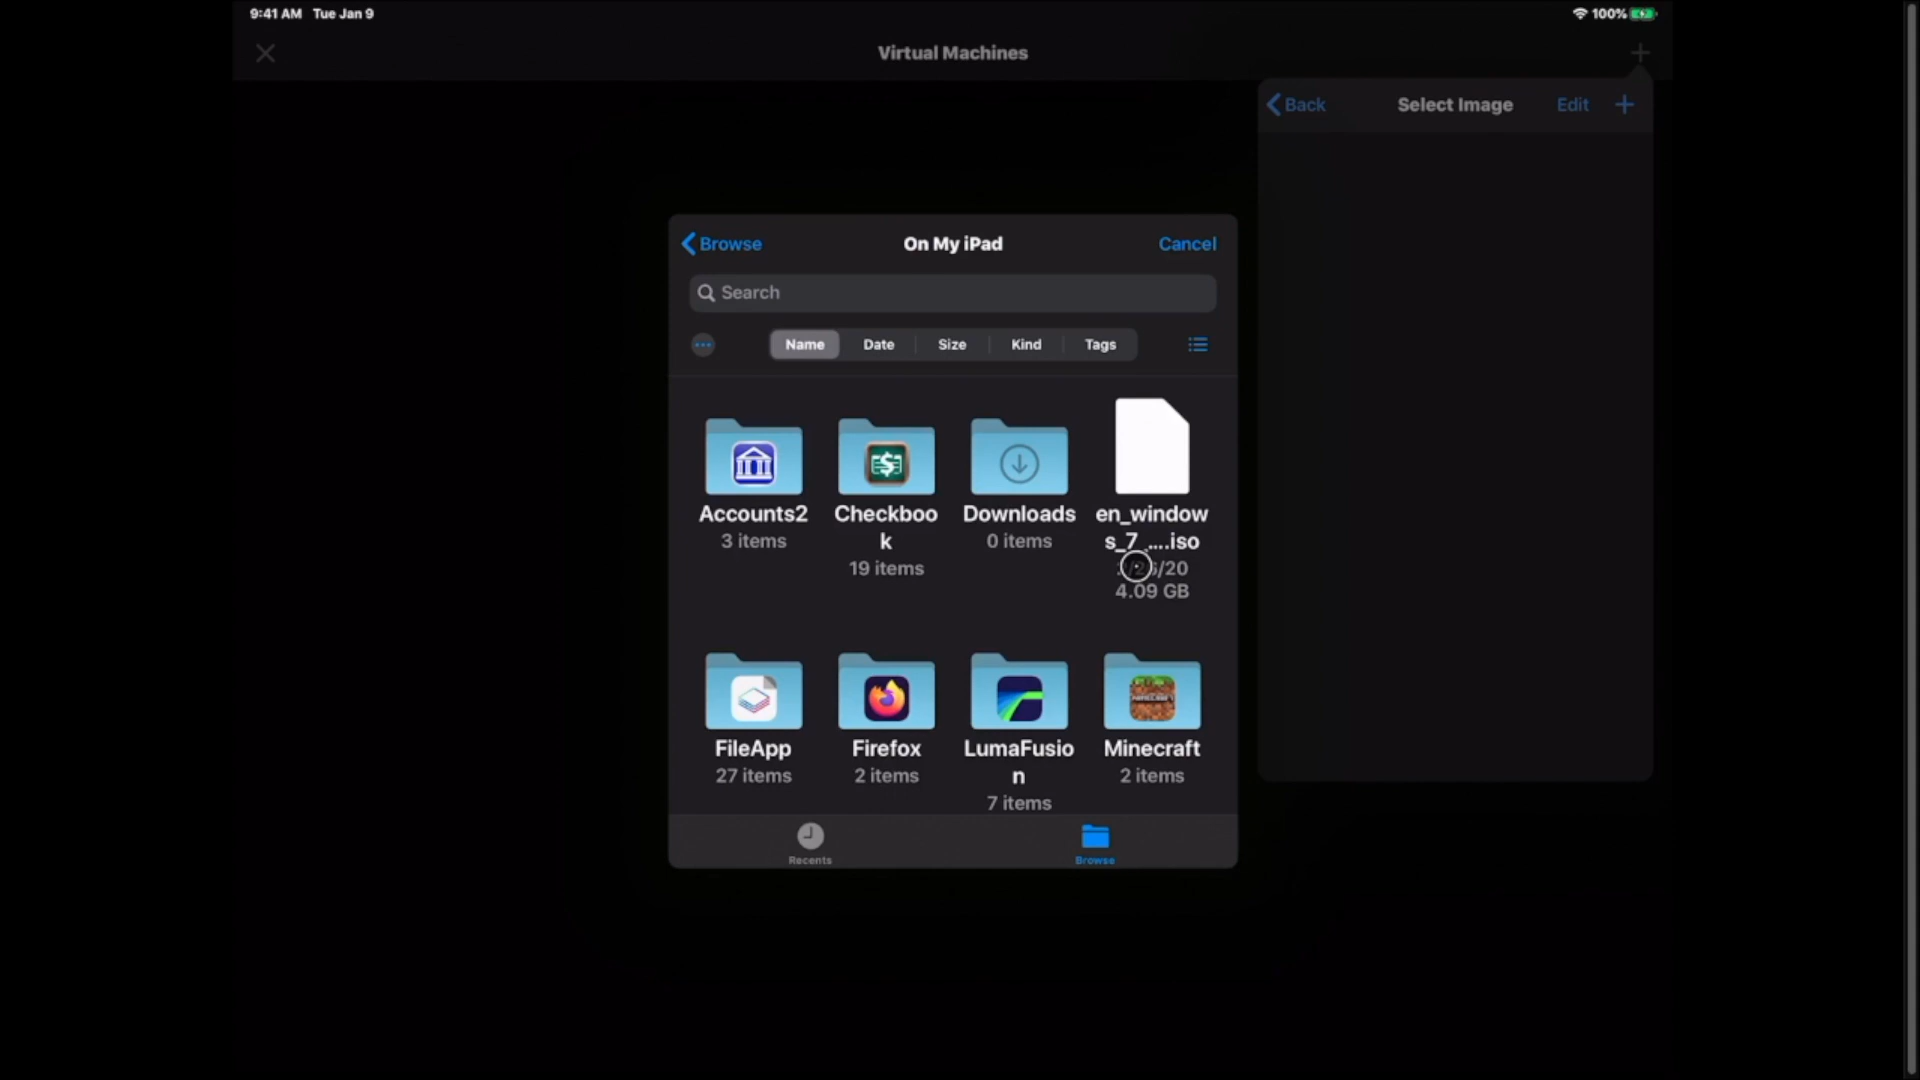 9:41 AM Tue Jan 9
100%
Virtual Machines
Back Select Image Edit
Browse On My iPad Cancel
Search
Name Date Size Kind Tags
Accounts2
3 items
Checkboo
k
19 items
Downloads
0 items
en_window
s_7_....iso
/20
4.09 GB
FileApp
27 items
Firefox
2 items
LumaFusio
n
7 items
Minecraft
2 items
Recents
Browse